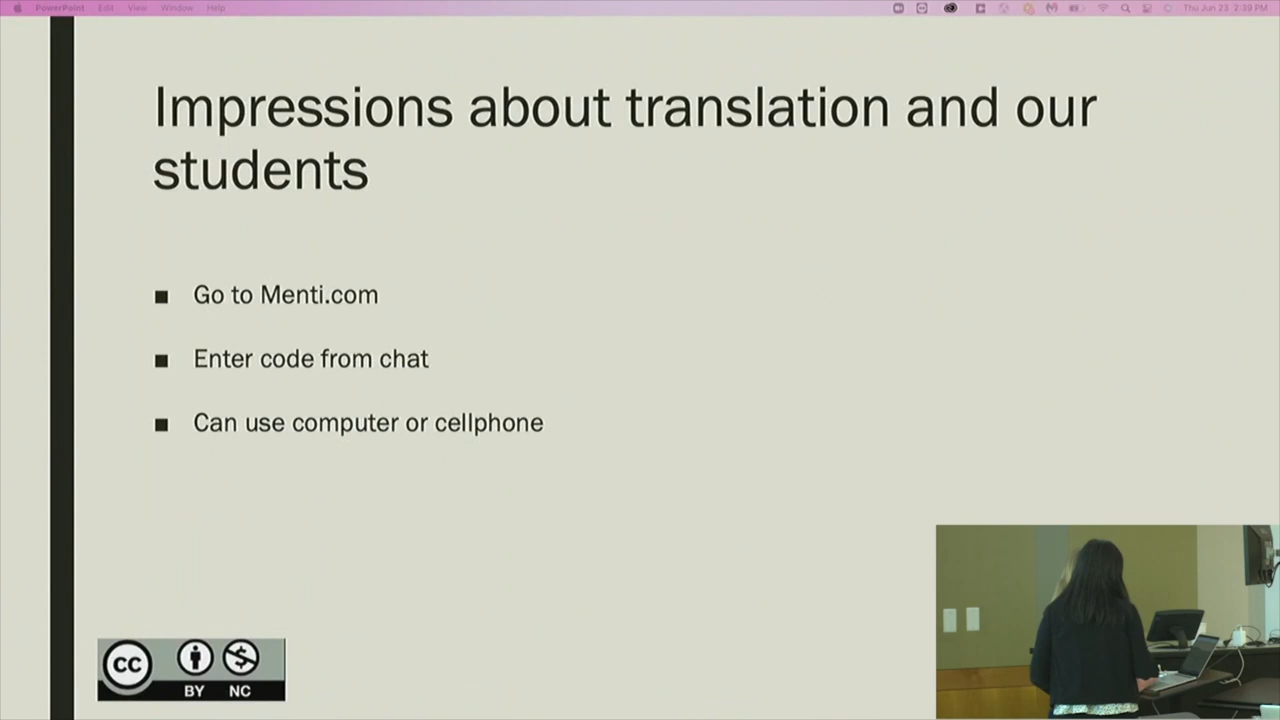 PowerPoint Edit View Window Help Thu Jun 23 2:39 PM
Impressions about translation and our
students
■ Go to Menti.com
■ Enter code from chat
■ Can use computer or cellphone
CC
BY NC